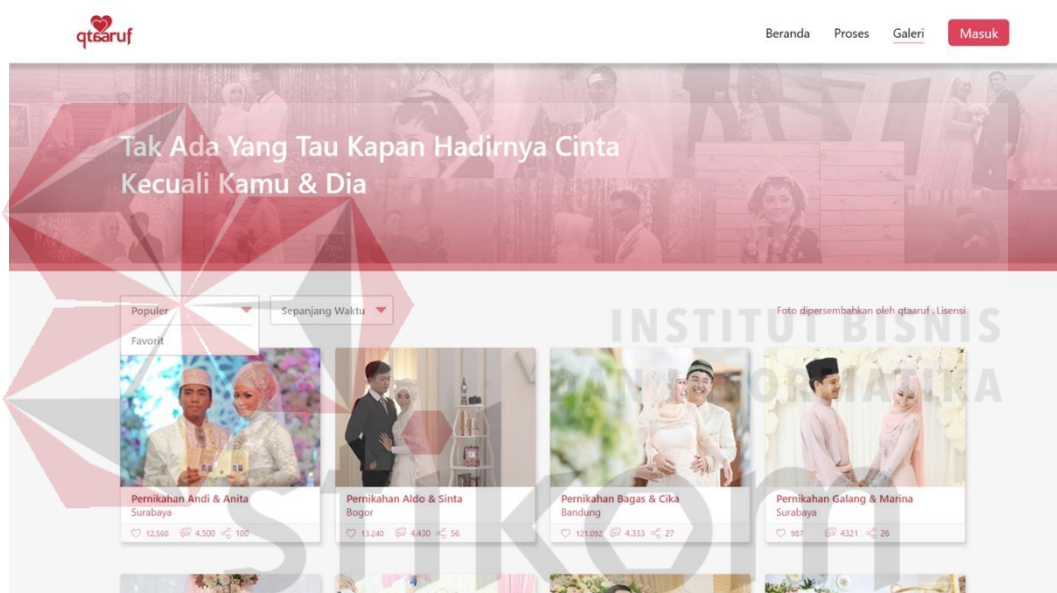 qtaaruf
Beranda Proses Galeri Masuk
Tak Ada Yang Tau Kapan Hadirnya Cinta
Kecuali Kamu & Dia
Populer Sepanjang Waktu Foto dipersembahkan oleh qtaaruf . Lisensi
Favorit
INSTITUT BISNIS
DAN INFORMATIKA
stikom
Pernikahan Andi & Anita Pernikahan Aldo & Sinta Pernikahan Bagas & Cika Pernikahan Galang & Marina
Surabaya Bogor Bandung Surabaya
12.560 4.500 100 13.240 4.430 56 121.092 4.333 27 987 4321 26